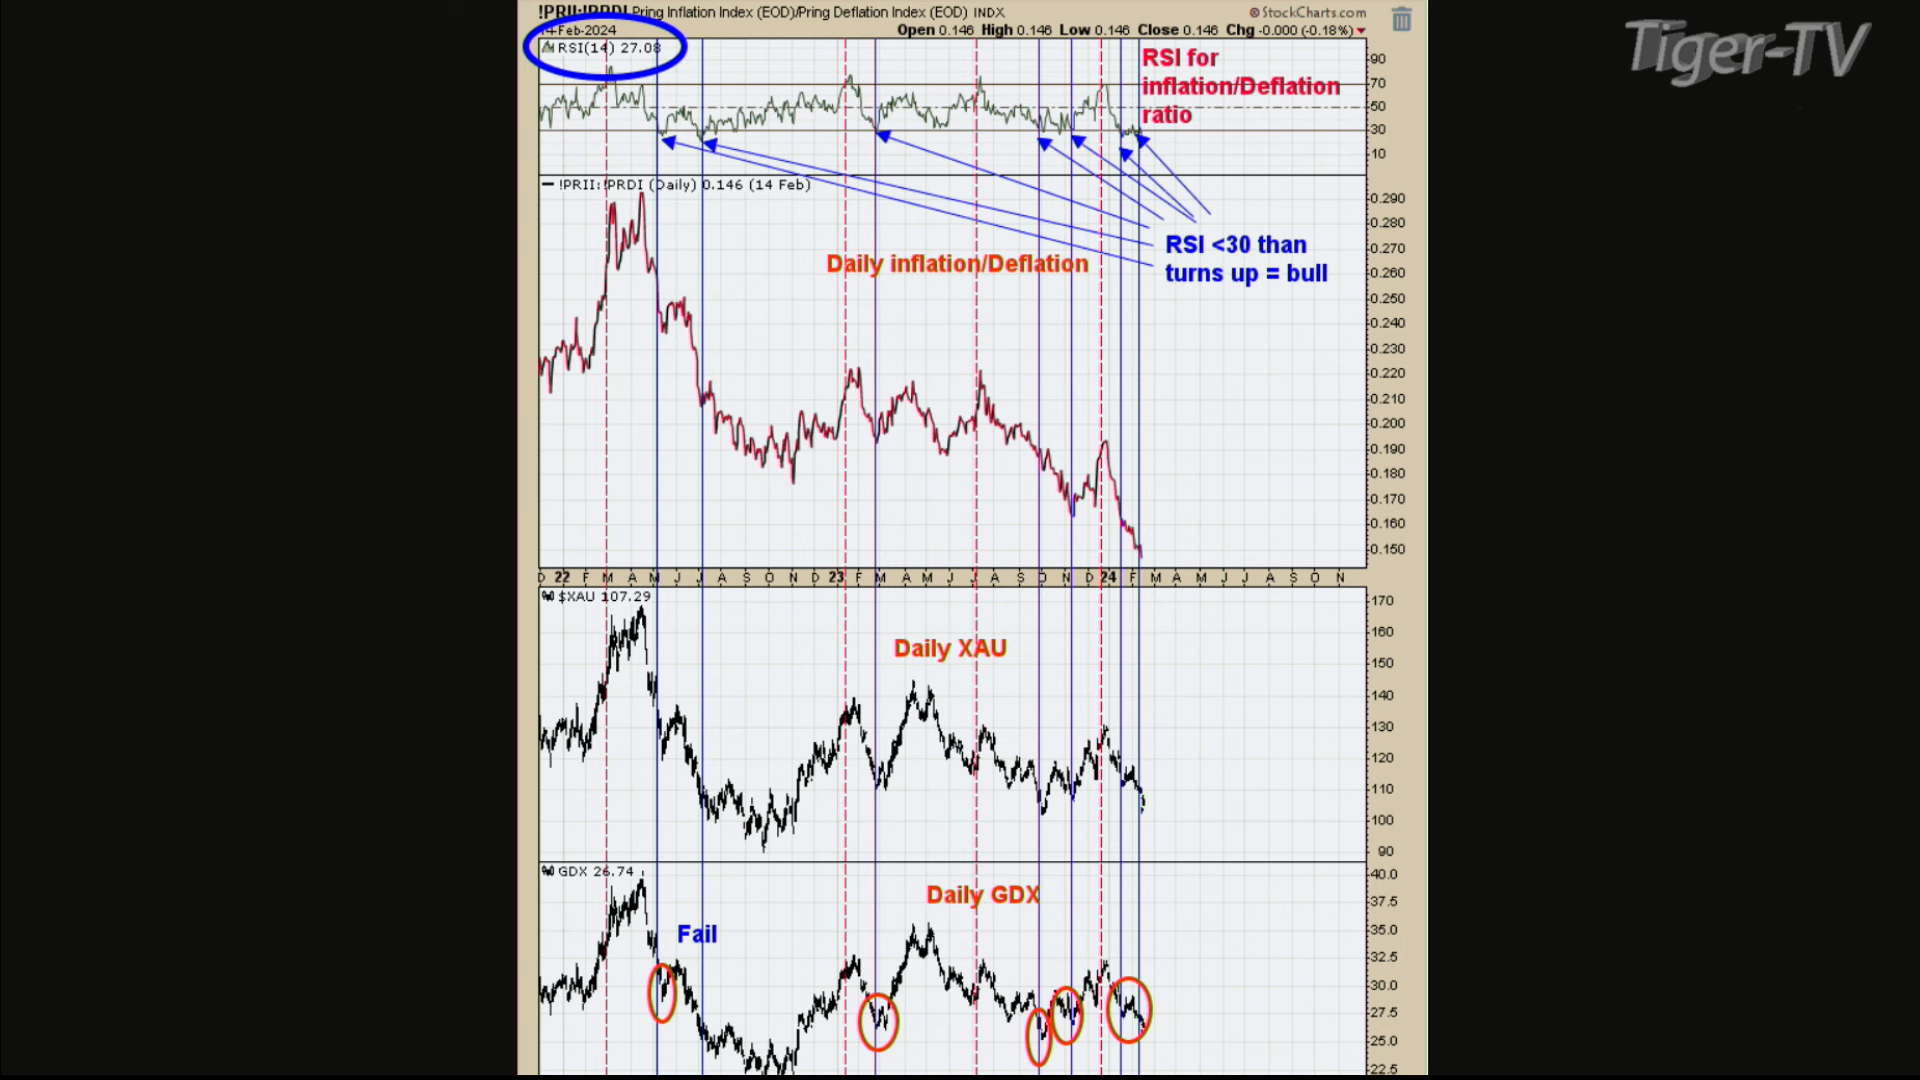 !PRII:!PRDI Pring Inflation Index (EOD)/Pring Deflation Index (EOD) INDX
© StockCharts.com
14-Feb-2024
Open 0.146 High 0.146 Low 0.146 Close 0.146 Chg -0.000 (-0.18%)
RSI(14) 27.08
RSI for
inflation/Deflation
ratio
90
70
50
30
10
Tiger-TV
!PRII:!PRDI (Daily) 0.146 (14 Feb)
RSI <30 than
turns up = bull
Daily inflation/Deflation
0.290
0.280
0.270
0.260
0.250
0.240
0.230
0.220
0.210
0.200
0.190
0.180
0.170
0.160
0.150
D 22 F M A M J J A S O N D 23 F M A M J J A S O N D 24 F M A M J J A S O N
$XAU 107.29
Daily XAU
170
160
150
140
130
120
110
100
90
GDX 26.74
Daily GDX
Fail
40.0
37.5
35.0
32.5
30.0
27.5
25.0
22.5